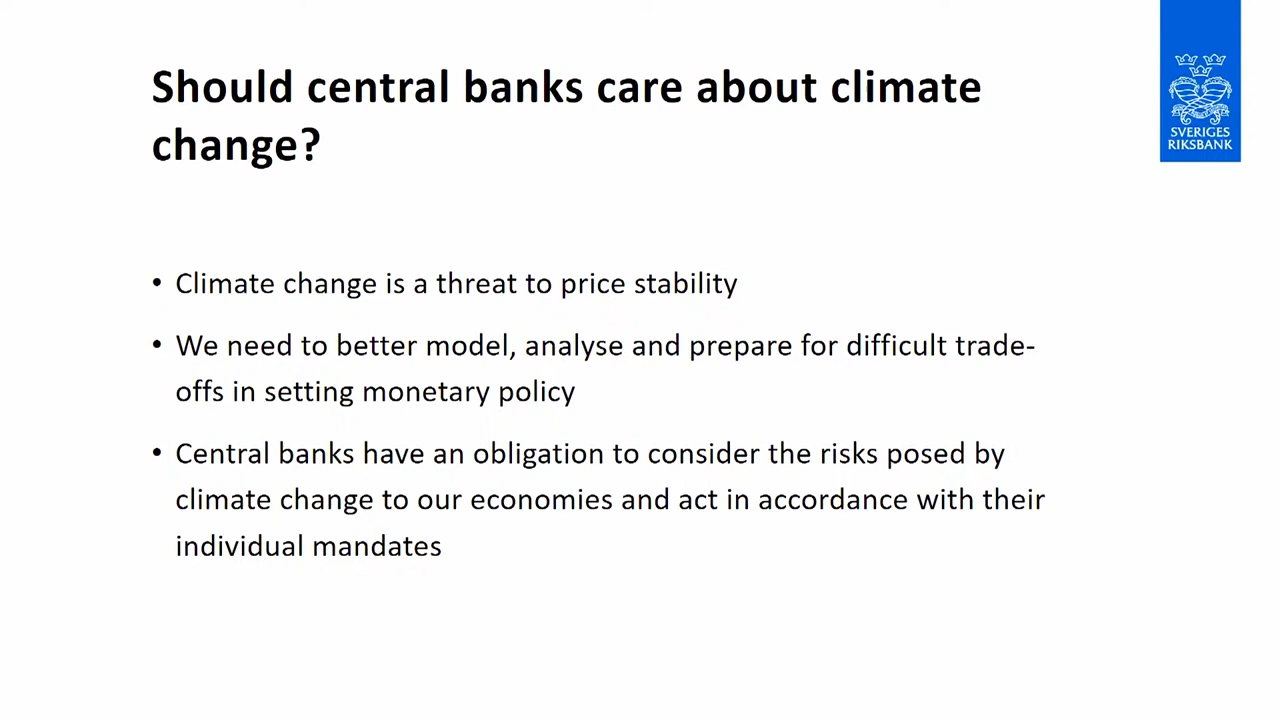 Should central banks care about climate
change?
SVERIGES
RIKSBANK
• Climate change is a threat to price stability
• We need to better model, analyse and prepare for difficult trade-
offs in setting monetary policy
• Central banks have an obligation to consider the risks posed by
climate change to our economies and act in accordance with their
individual mandates